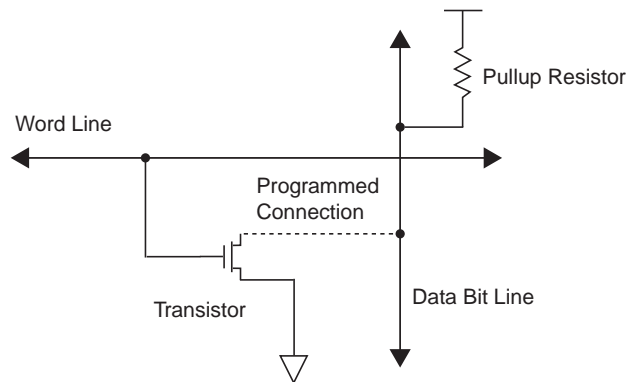 Pullup Resistor
Word Line
Programmed
Connection
Data Bit Line
Transistor